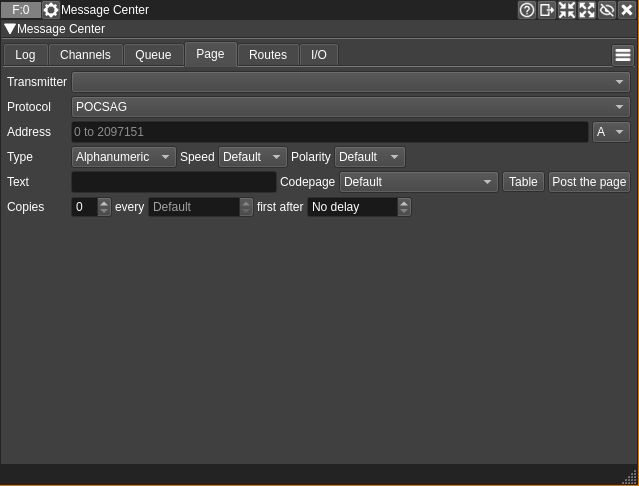 F:0 Message Center
Message Center
Log Channels Queue Page Routes I/O
Transmitter
Protocol POCSAG
Address 0 to 2097151 A
Type Alphanumeric Speed Default Polarity Default
Text Codepage Default Table Post the page
Copies 0 every Default first after No delay